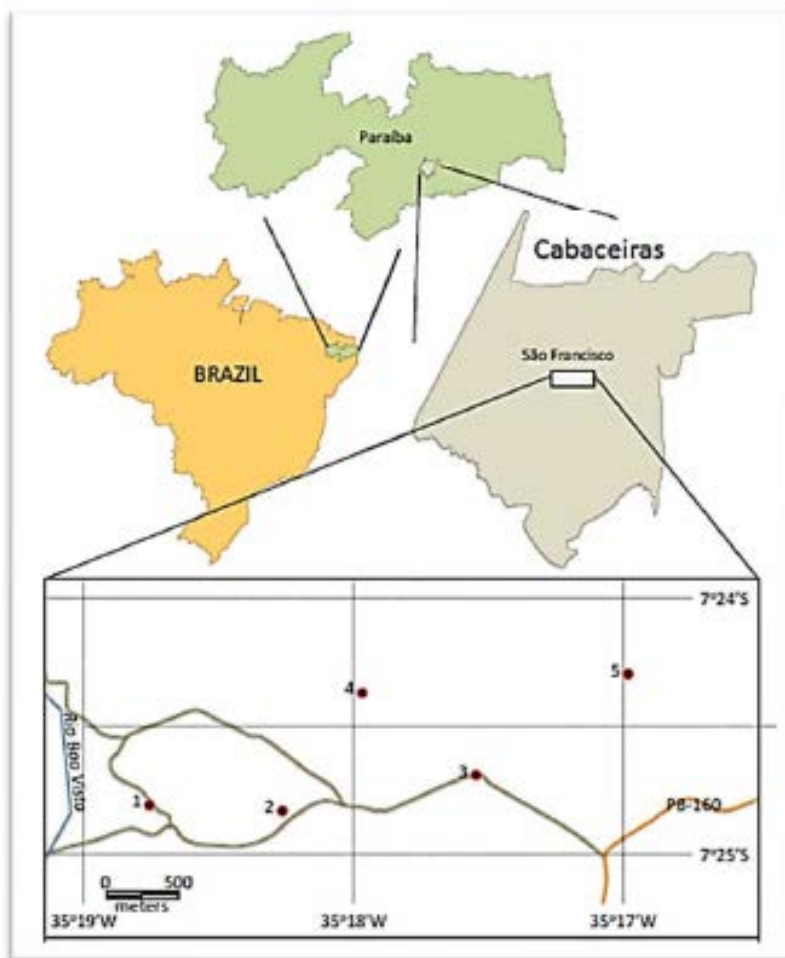 Paraíba
Cabaceiras
São Francisco
BRAZIL
7°24'S
5
4
Rio Boa Vista
3
1
2
PB-160
7°25'S
0 500
meters
35°19'W 35°18'W 35°17'W